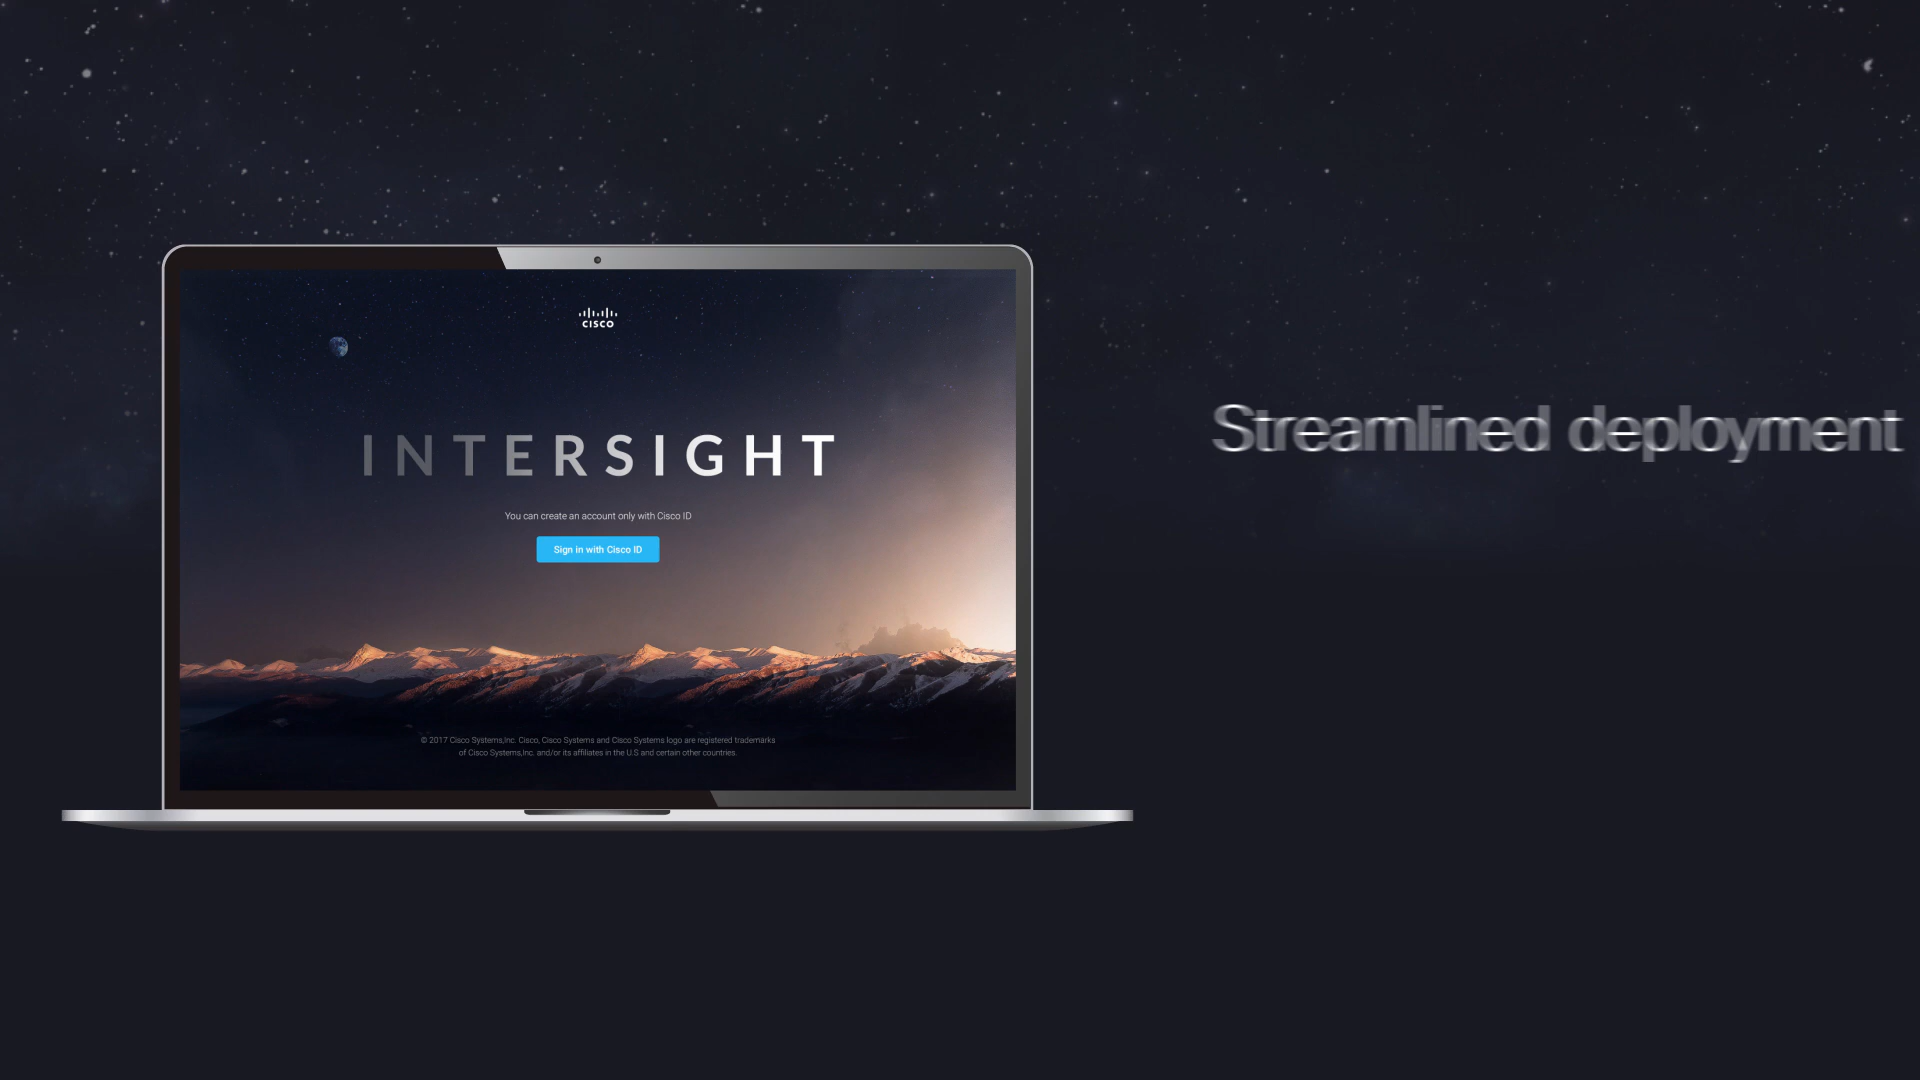 CISCO
INTERSIGHT
You can create an account only with Cisco ID
Sign in with Cisco ID
© 2017 Cisco Systems,Inc. Cisco, Cisco Systems and Cisco Systems logo are registered trademarks
of Cisco Systems,Inc. and/or its affiliates in the U.S and certain other countries.
Streamlined deployment